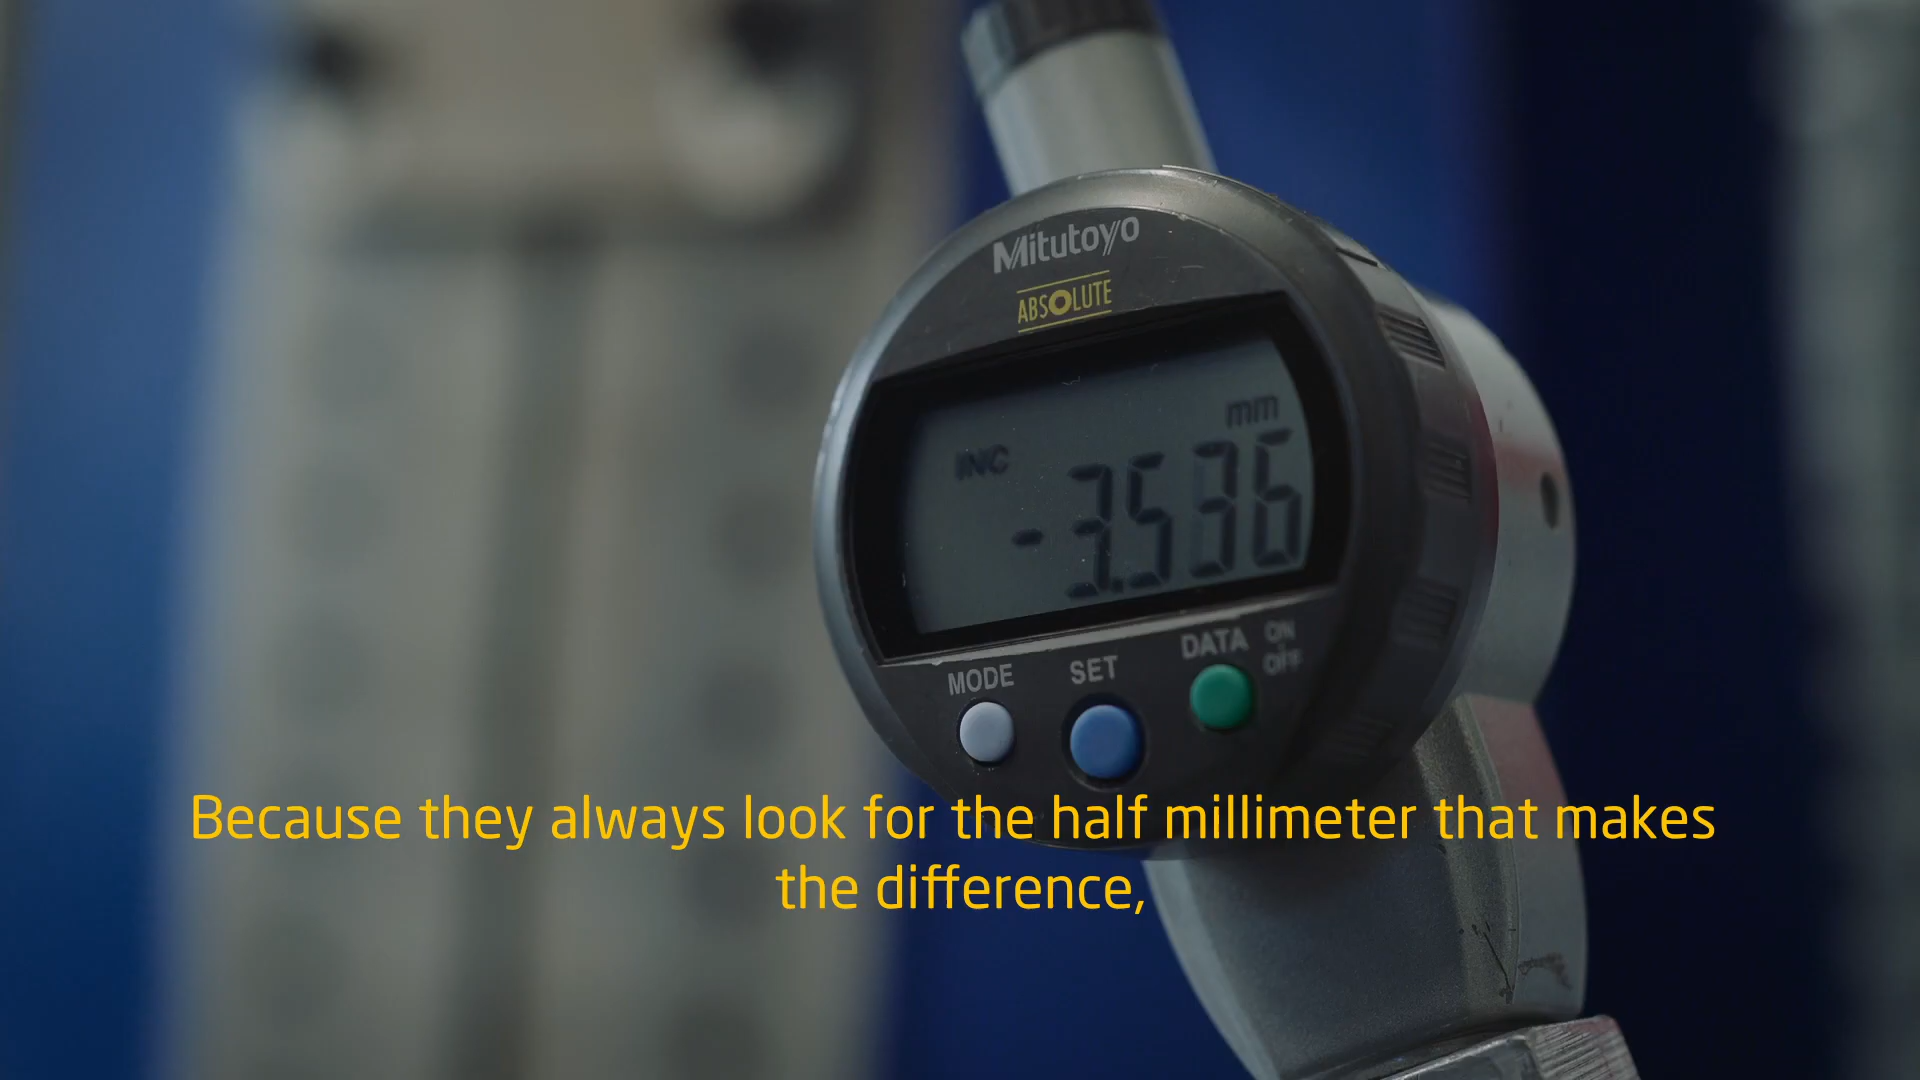 Mitutoyo
ABSOLUTE
mm
INC
-3.536
MODE
SET
DATA
ON
OFF
Because they always look for the half millimeter that makes
the difference,